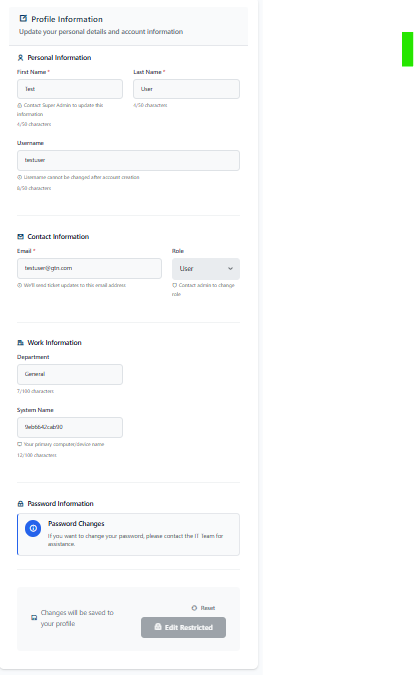 Profile Information
Update your personal details and account information
Personal Information
First Name *
Last Name *
Test
User
Contact Super Admin to update this
information
4/50 characters
4/50 characters
Username
testuser
Username cannot be changed after account creation
8/50 characters
Contact Information
Email *
Role
testuser@gtn.com
User
We'll send ticket updates to this email address
Contact admin to change
role
Work Information
Department
General
7/100 characters
System Name
9eb6642cab90
Your primary computer/device name
12/100 characters
Password Information
Password Changes
If you want to change your password, please contact the IT Team for
assistance.
Changes will be saved to
your profile
Reset
Edit Restricted